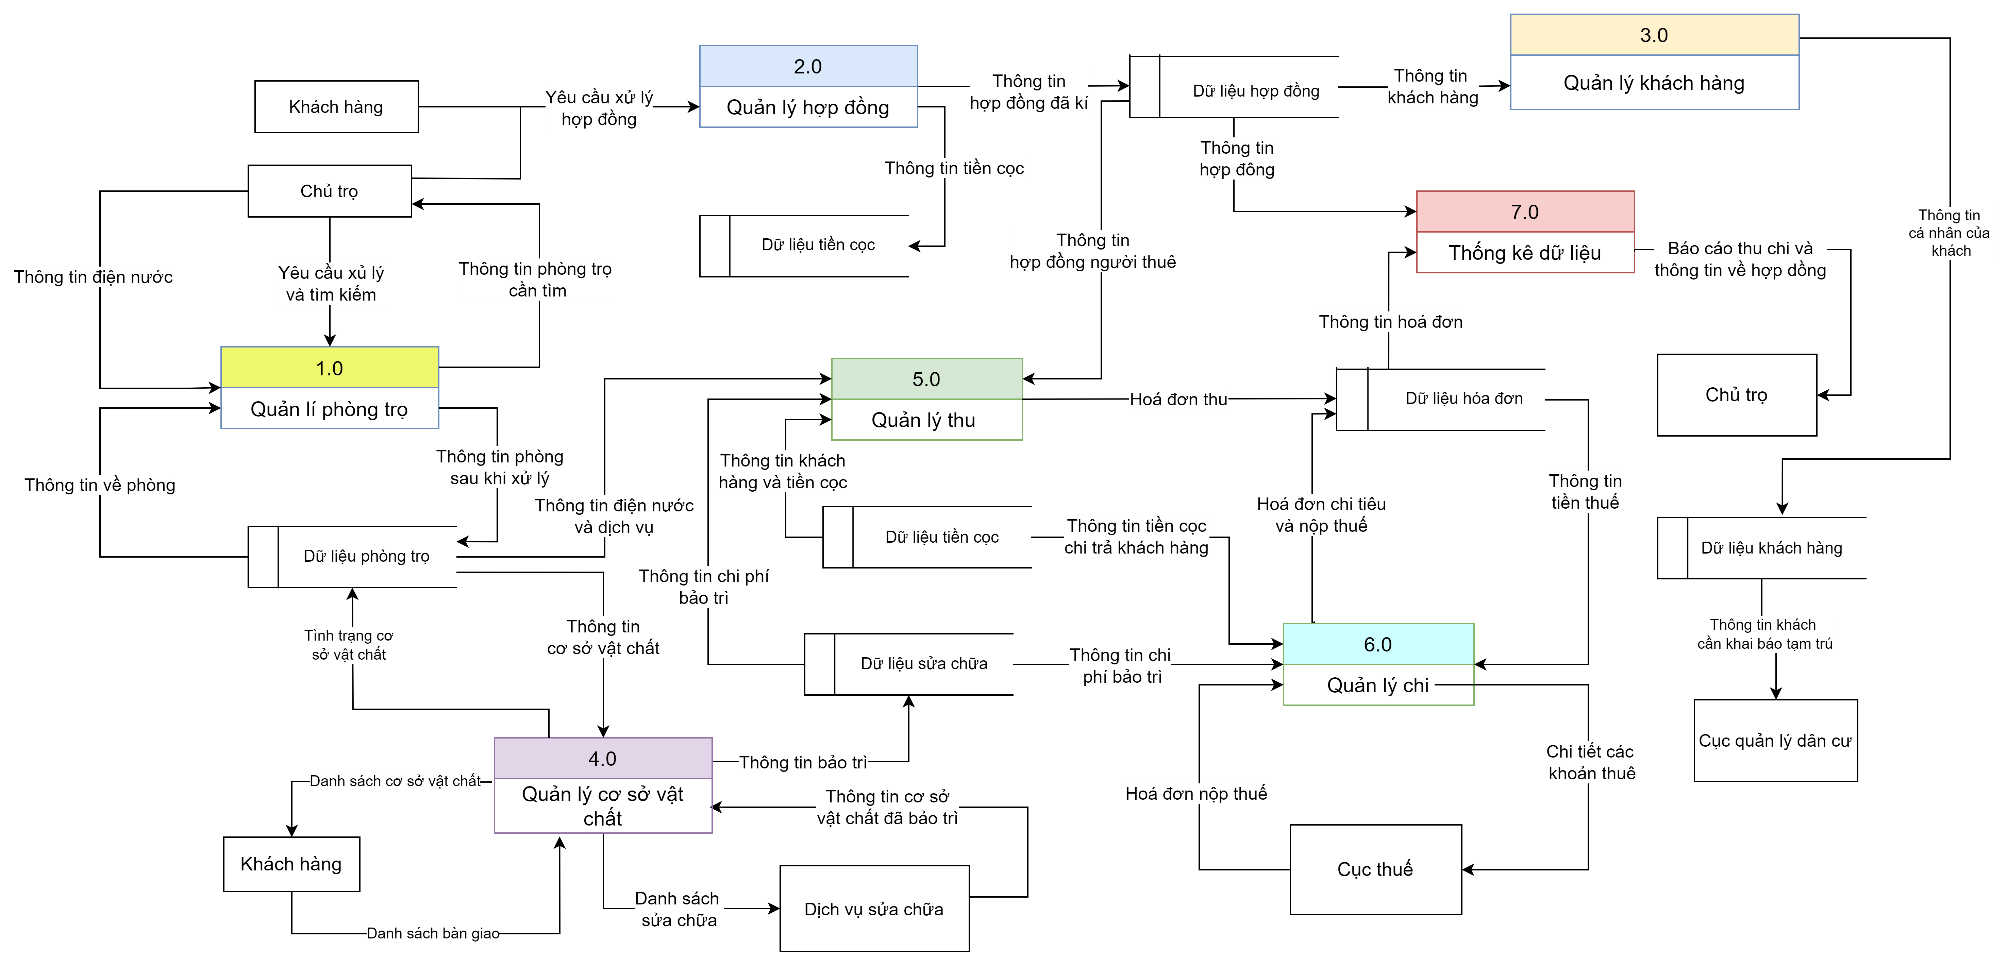 3.0
Quản lý khách hàng
2.0
Quản lý hợp đồng
Thông tin
hợp đồng đã kí
Dữ liệu hợp đồng
Thông tin
khách hàng
Khách hàng
Yêu cầu xử lý
hợp đồng
Thông tin
hợp đông
Thông tin tiền cọc
Chủ trọ
7.0
Thống kê dữ liệu
Thông tin
cá nhân của
khách
Dữ liệu tiền cọc
Thông tin
hợp đồng người thuê
Báo cáo thu chi và
thông tin về hợp dồng
Thông tin điện nước
Yêu cầu xủ lý
và tìm kiếm
Thông tin phòng trọ
cần tìm
Thông tin hoá đơn
1.0
Quản lí phòng trọ
5.0
Quản lý thu
Hoá đơn thu
Dữ liệu hóa đơn
Chủ trọ
Thông tin phòng
sau khi xử lý
Thông tin khách
hàng và tiền cọc
Thông tin về phòng
Thông tin điện nước
và dịch vụ
Hoá đơn chi tiêu
và nộp thuế
Thông tin
tiền thuế
Dữ liệu phòng trọ
Dữ liệu tiền cọc
Thông tin tiền cọc
chi trả khách hàng
Dữ liệu khách hàng
Thông tin chi phí
bảo trì
Tình trạng cơ
sở vật chất
Thông tin
cơ sở vật chất
Dữ liệu sửa chữa
Thông tin chi
phí bảo trì
6.0
Quản lý chi
Thông tin khách
cần khai báo tạm trú
4.0
Quản lý cơ sở vật
chất
Thông tin bảo trì
Cục quản lý dân cư
Danh sách cơ sở vật chất
Thông tin cơ sở
vật chất đã bảo trì
Hoá đơn nộp thuế
Chi tiết các
khoản thuê
Khách hàng
Danh sách
sửa chữa
Dịch vụ sửa chữa
Cục thuế
Danh sách bàn giao